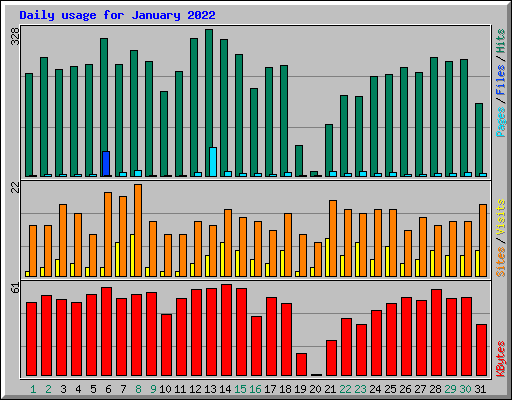 Daily usage for January 2022
328
Pages / Files / Hits
22
Sites / Visits
61
KBytes
1 2 3 4 5 6 7 8 9 10 11 12 13 14 15 16 17 18 19 20 21 22 23 24 25 26 27 28 29 30 31